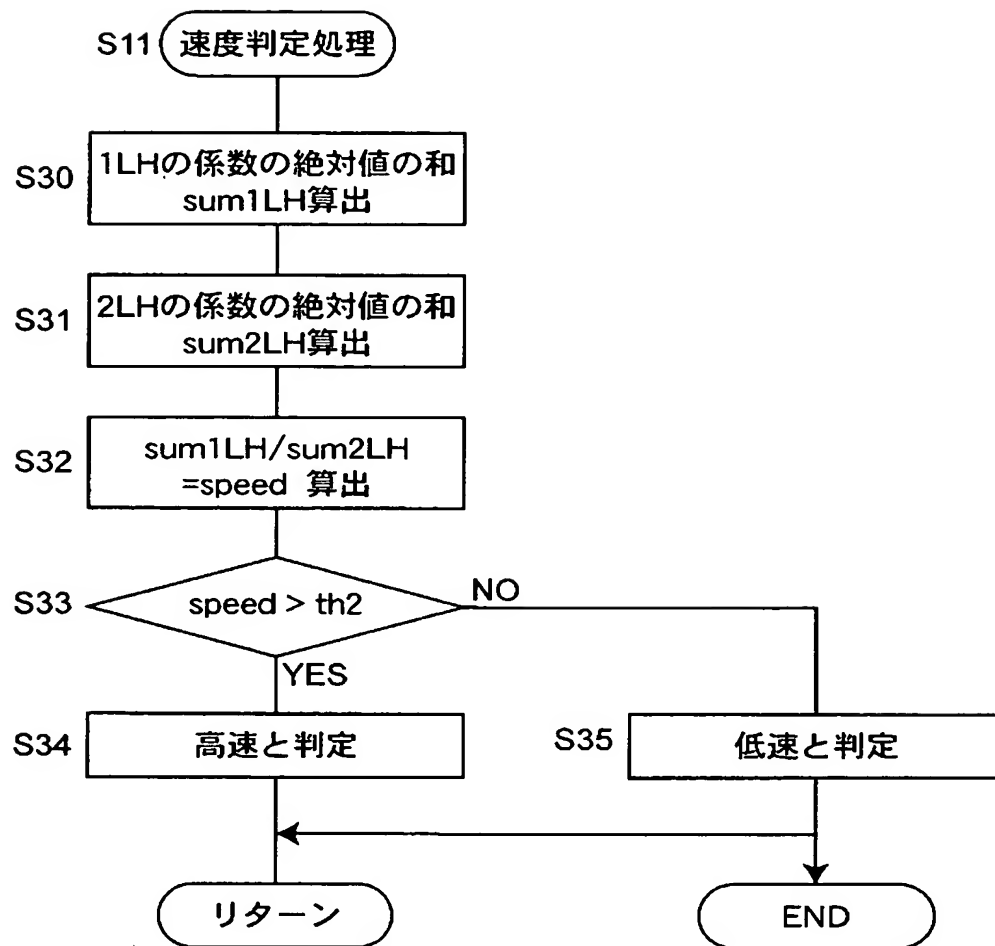 S11 速度判定処理
S30 1LHの係数の絶対値の和
sum1LH算出
S31 2LHの係数の絶対値の和
sum2LH算出
S32 sum1LH/sum2LH
=speed 算出
S33 speed > th2 NO
YES
S34 高速と判定 S35 低速と判定
リターン END